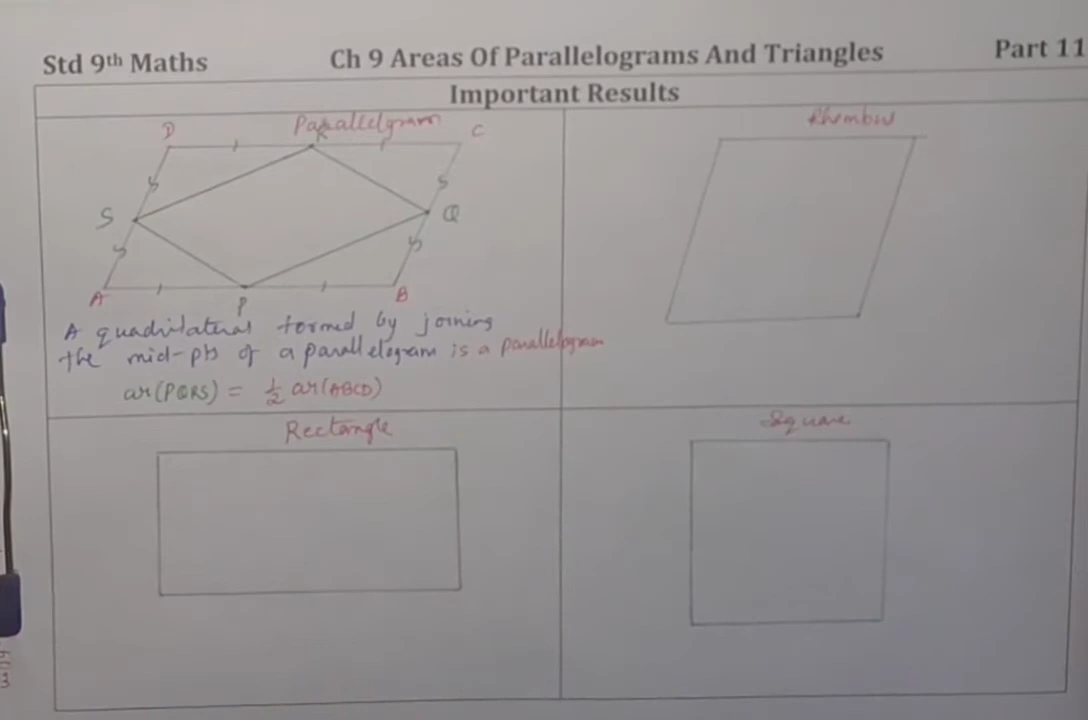 Std 9th Maths Ch 9 Areas Of Parallelograms And Triangles Part 11
Important Results
Parallelgram
D
R
C
S
Q
A
P
B
A quadrilateral formed by joining
the mid-pts of a parallelogram is a parallelogram
ar(PQRS) = 1/2 ar(ABCD)
Rhombus
Rectangle
Square